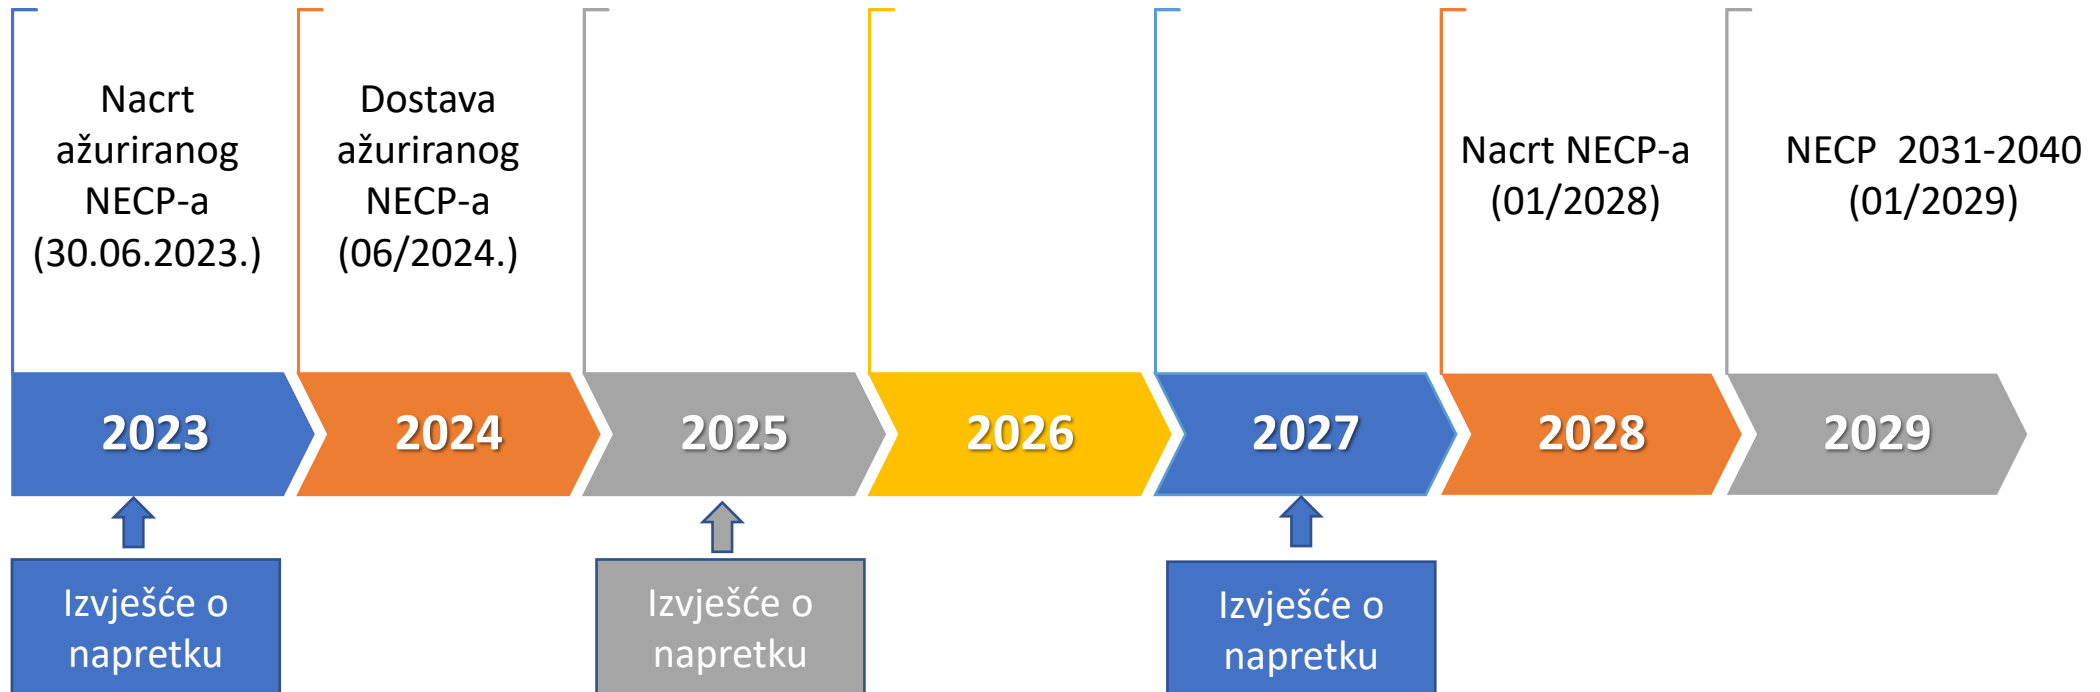 Nacrt
ažuriranog
NECP-a
(30.06.2023.)
Dostava
ažuriranog
NECP-a
(06/2024.)
Nacrt NECP-a
(01/2028)
NECP 2031-2040
(01/2029)
2023
2024
2025
2026
2027
2028
2029
Izvješće o
napretku
Izvješće o
napretku
Izvješće o
napretku